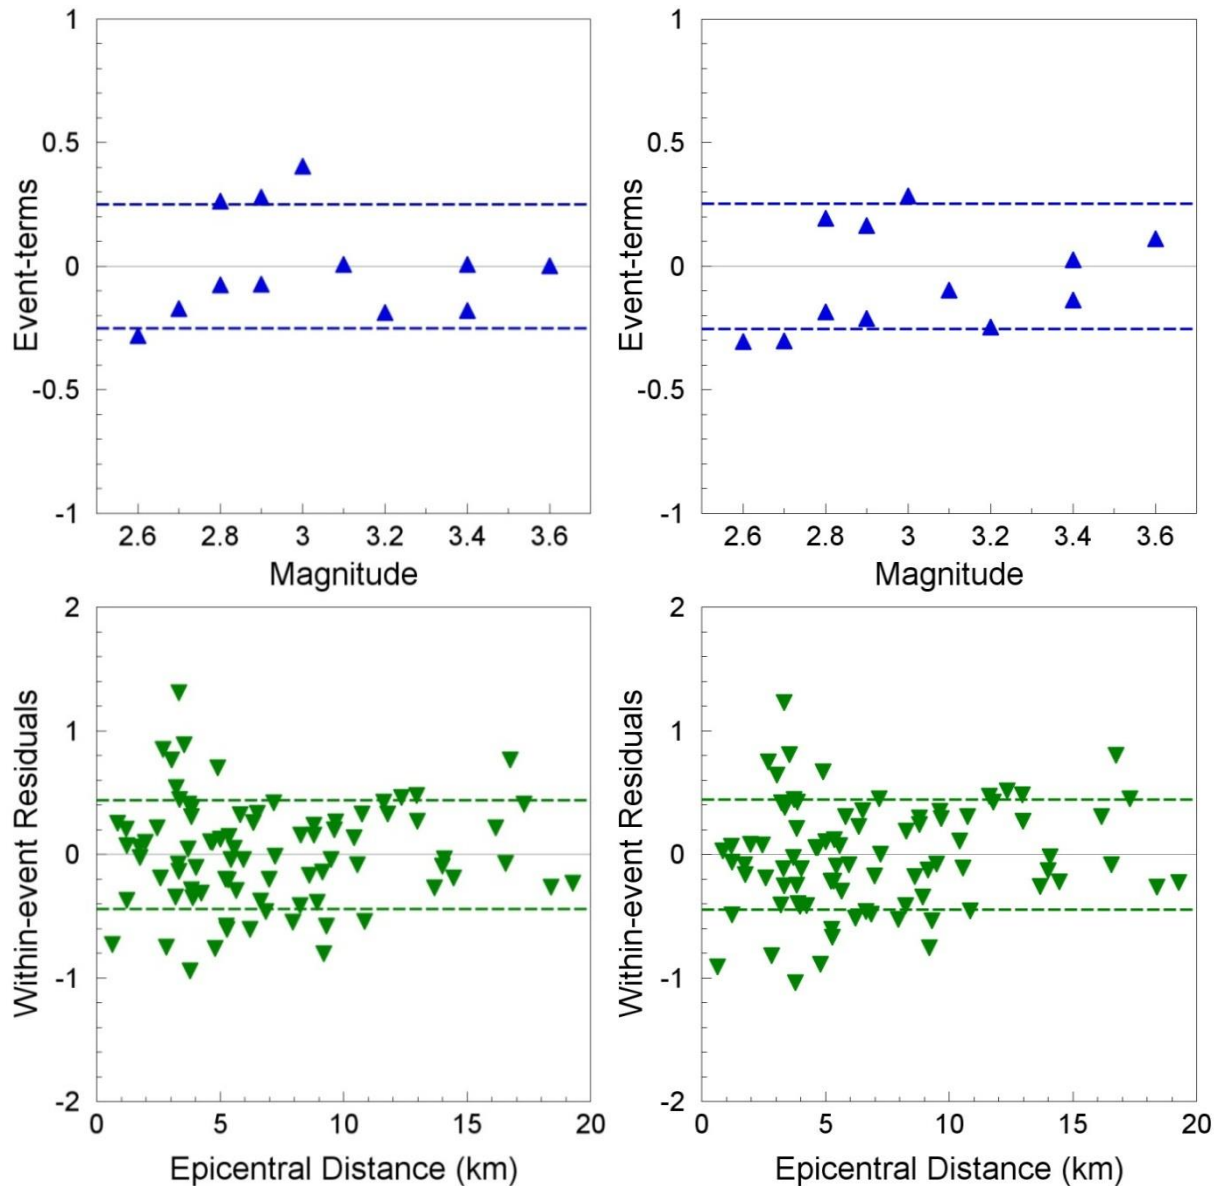 1
0.5
0
-0.5
-1
Event-terms
2.6 2.8 3 3.2 3.4 3.6
Magnitude
1
0.5
0
-0.5
-1
Event-terms
2.6 2.8 3 3.2 3.4 3.6
Magnitude
2
1
0
-1
-2
Within-event Residuals
0 5 10 15 20
Epicentral Distance (km)
2
1
0
-1
-2
Within-event Residuals
0 5 10 15 20
Epicentral Distance (km)